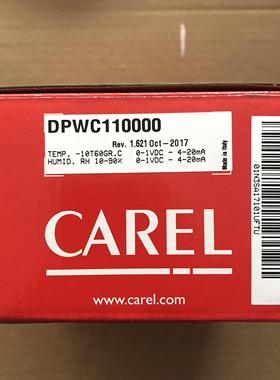 DPWC110000
Rev. 1.621 Oct - 2017
TEMP. -10T60GR.C 0-1VDC - 4-20mA
HUMID. RH 10-90% 0-1VDC - 4-20mA
Made in Italy
CAREL
www.carel.com